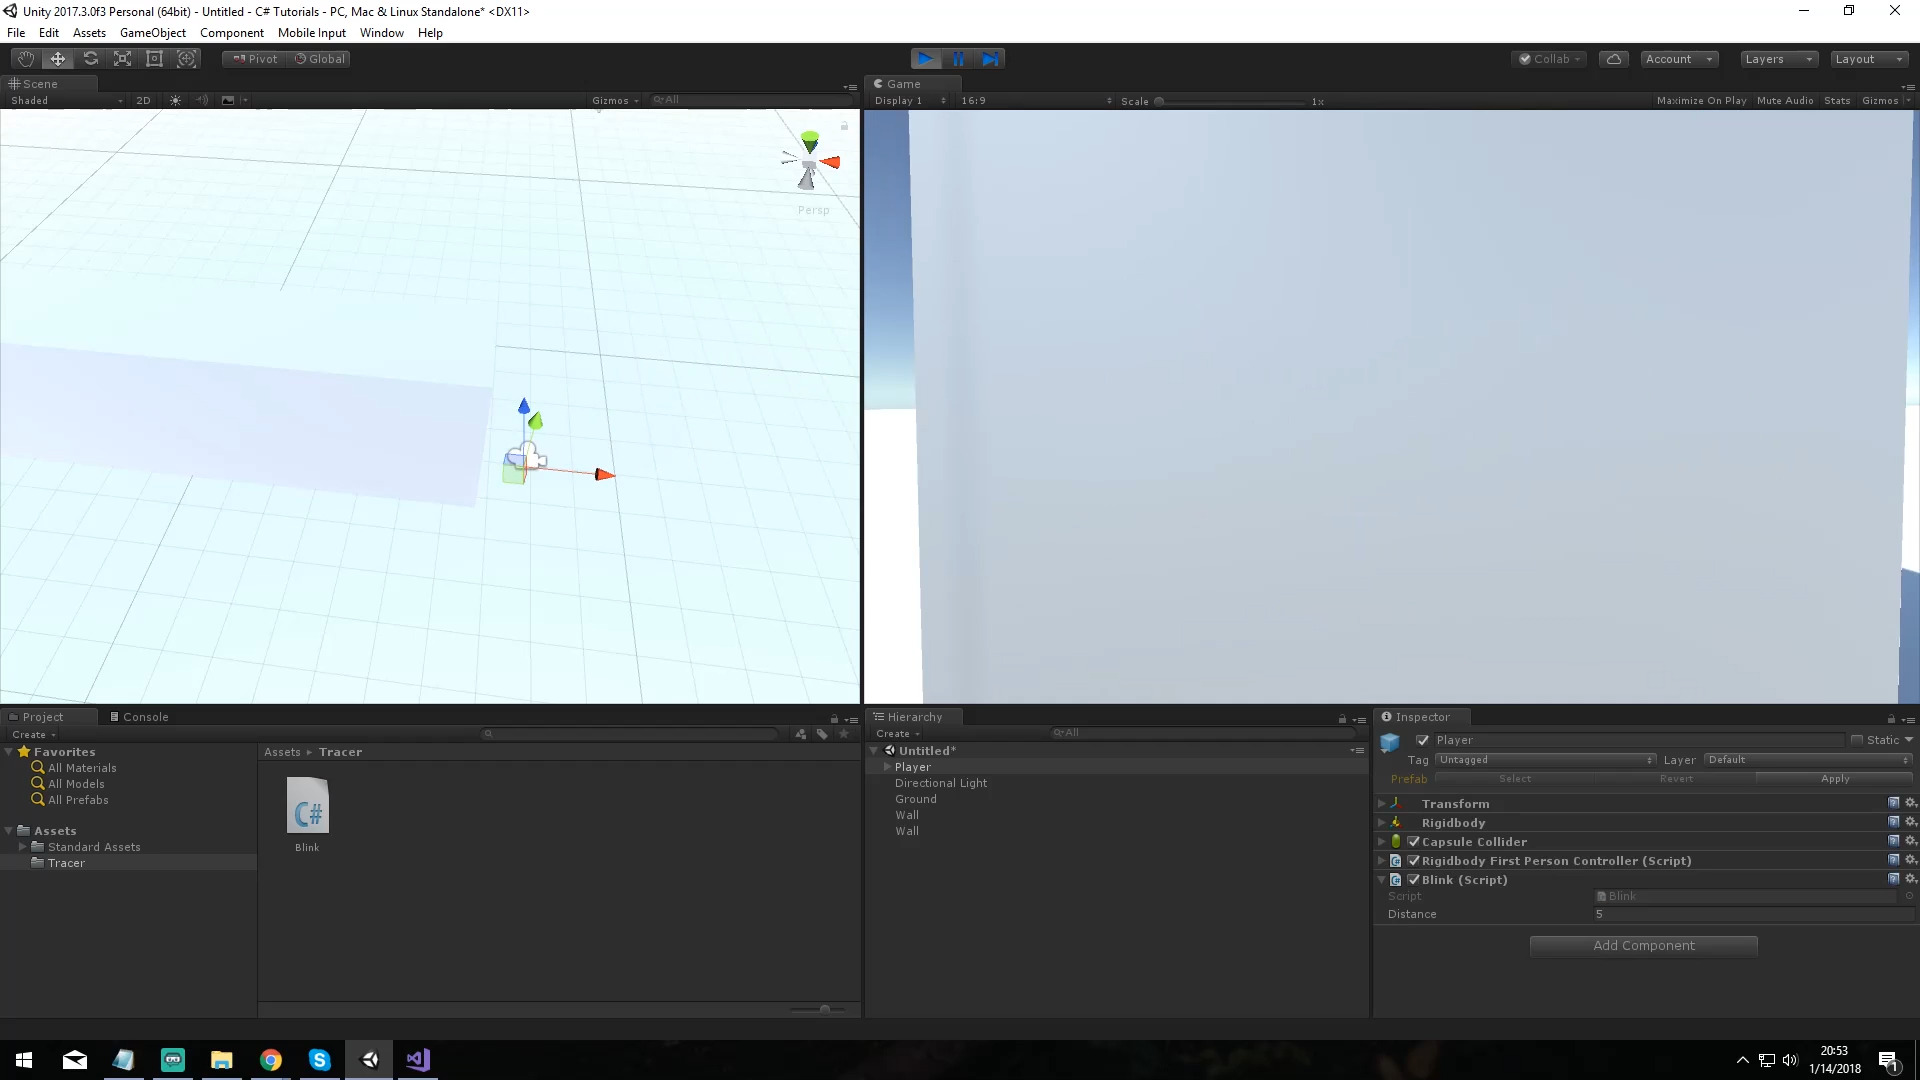 Unity 2017.3.0f3 Personal (64bit) - Untitled - C# Tutorials - PC, Mac & Linux Standalone* <DX11>
File Edit Assets GameObject Component Mobile Input Window Help
Pivot Global Collab Account Layers Layout
Scene Game
Shaded 2D Gizmos All Display 1 16:9 Scale 1x Maximize On Play Mute Audio Stats Gizmos
Persp
Project Console Hierarchy Inspector
Create Create All Player Static
Favorites Assets Tracer Untitled* Tag Untagged Layer Default
All Materials Player
All Models Directional Light Prefab Select Revert Apply
All Prefabs Ground Transform
Wall Rigidbody
Assets Wall Capsule Collider
Standard Assets Blink Rigidbody First Person Controller (Script)
Tracer Blink (Script)
C#
Script Blink
Distance 5
Add Component
20:53
1/14/2018
1